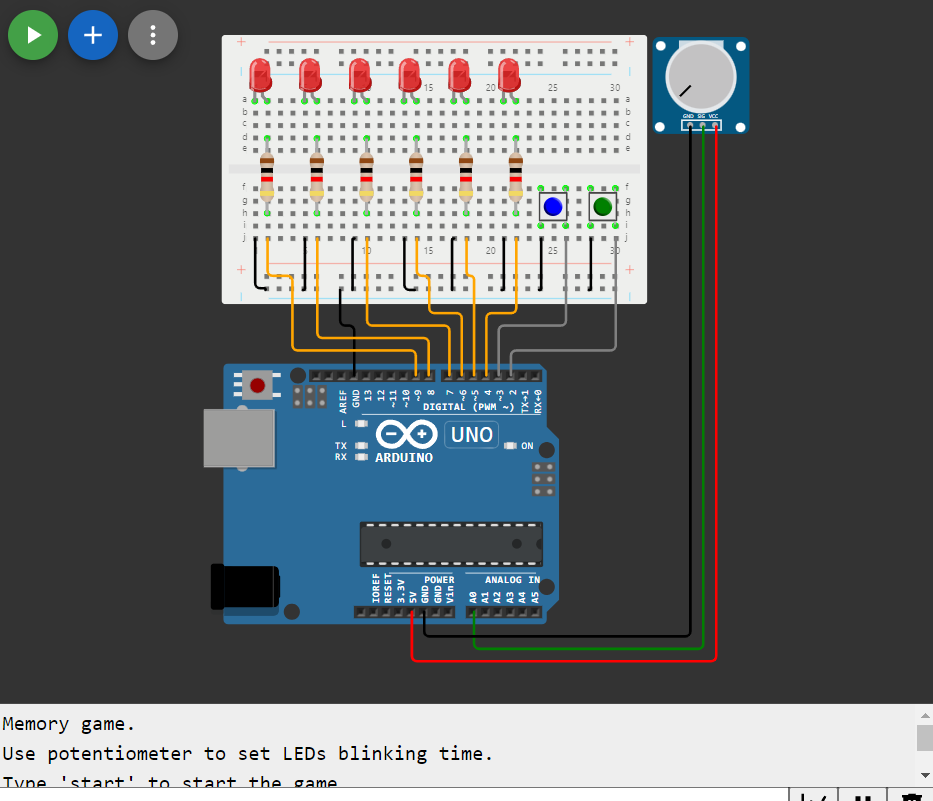 GND SIG VCC
10 15 20 25 30
a a
b b
c c
d d
e e
f f
g g
h h
i i
j j
10 15 20 25 30
AREF GND 13 12 ~11 ~10 ~9 8 7 ~6 ~5 4 ~3 2 TX→1 RX←0
DIGITAL (PWM ~)
L
TX
RX
UNO
ON
ARDUINO
POWER ANALOG IN
IOREF RESET 3.3V 5V GND GND Vin A0 A1 A2 A3 A4 A5
Memory game.
Use potentiometer to set LEDs blinking time.
Type 'start' to start the game